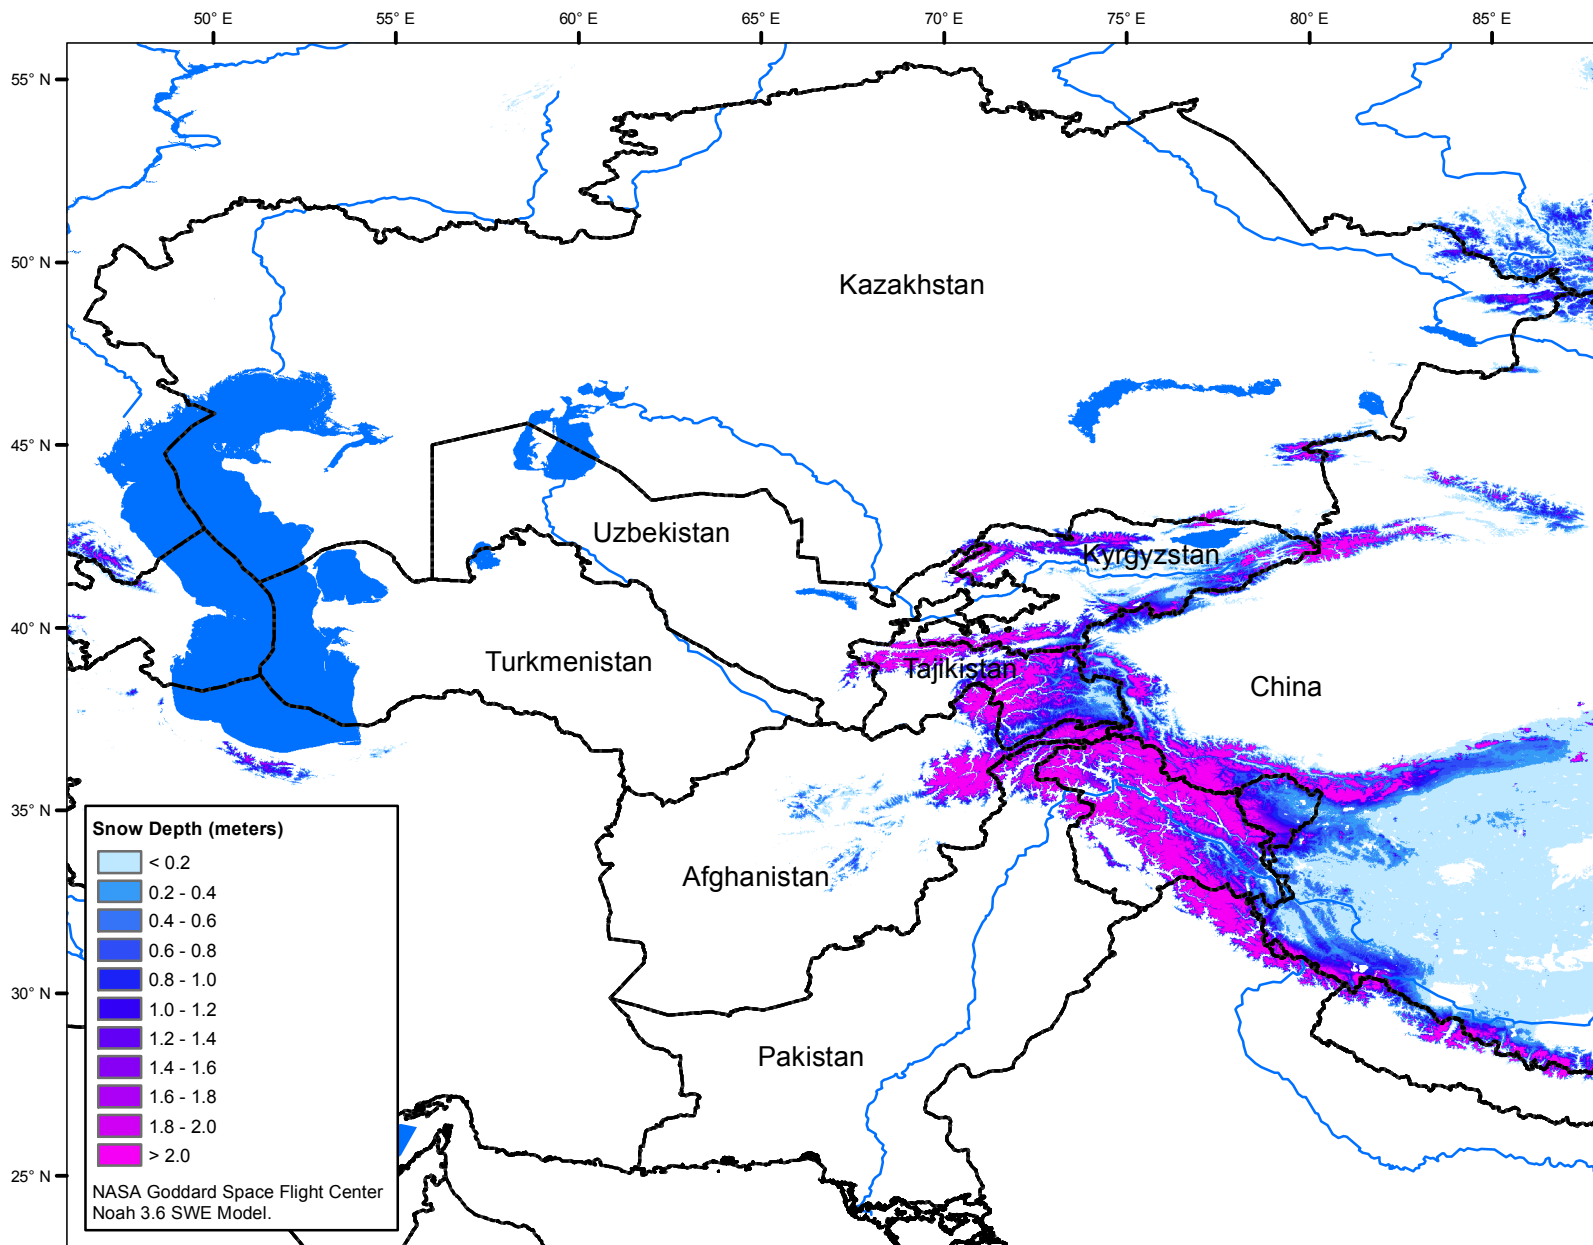 50° E 55° E 60° E 65° E 70° E 75° E 80° E 85° E
55° N
50° N
45° N
40° N
35° N
30° N
25° N
Kazakhstan
Uzbekistan
Kyrgyzstan
Turkmenistan
Tajikistan
China
Afghanistan
Pakistan
Snow Depth (meters)
< 0.2
0.2 - 0.4
0.4 - 0.6
0.6 - 0.8
0.8 - 1.0
1.0 - 1.2
1.2 - 1.4
1.4 - 1.6
1.6 - 1.8
1.8 - 2.0
> 2.0
NASA Goddard Space Flight Center
Noah 3.6 SWE Model.